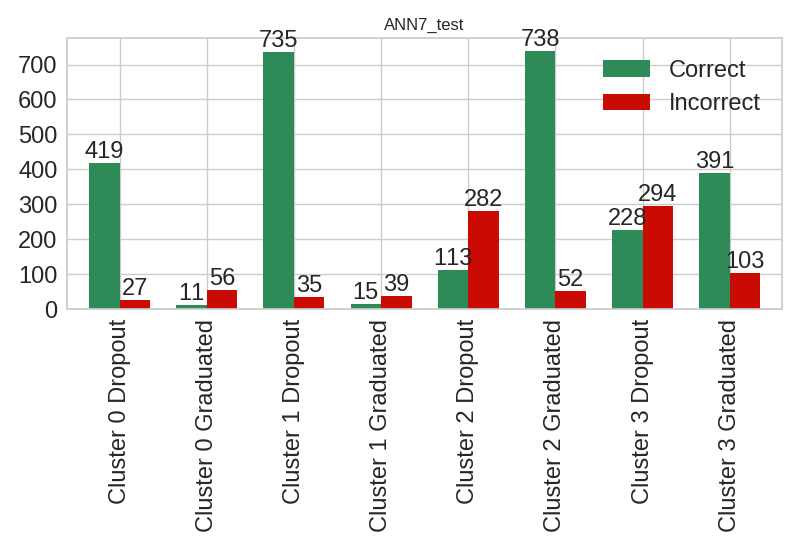 ANN7_test
Correct
Incorrect
700
600
500
400
300
200
100
0
419
27
11
56
735
35
15
39
113
282
738
52
228
294
391
103
Cluster 0 Dropout
Cluster 0 Graduated
Cluster 1 Dropout
Cluster 1 Graduated
Cluster 2 Dropout
Cluster 2 Graduated
Cluster 3 Dropout
Cluster 3 Graduated